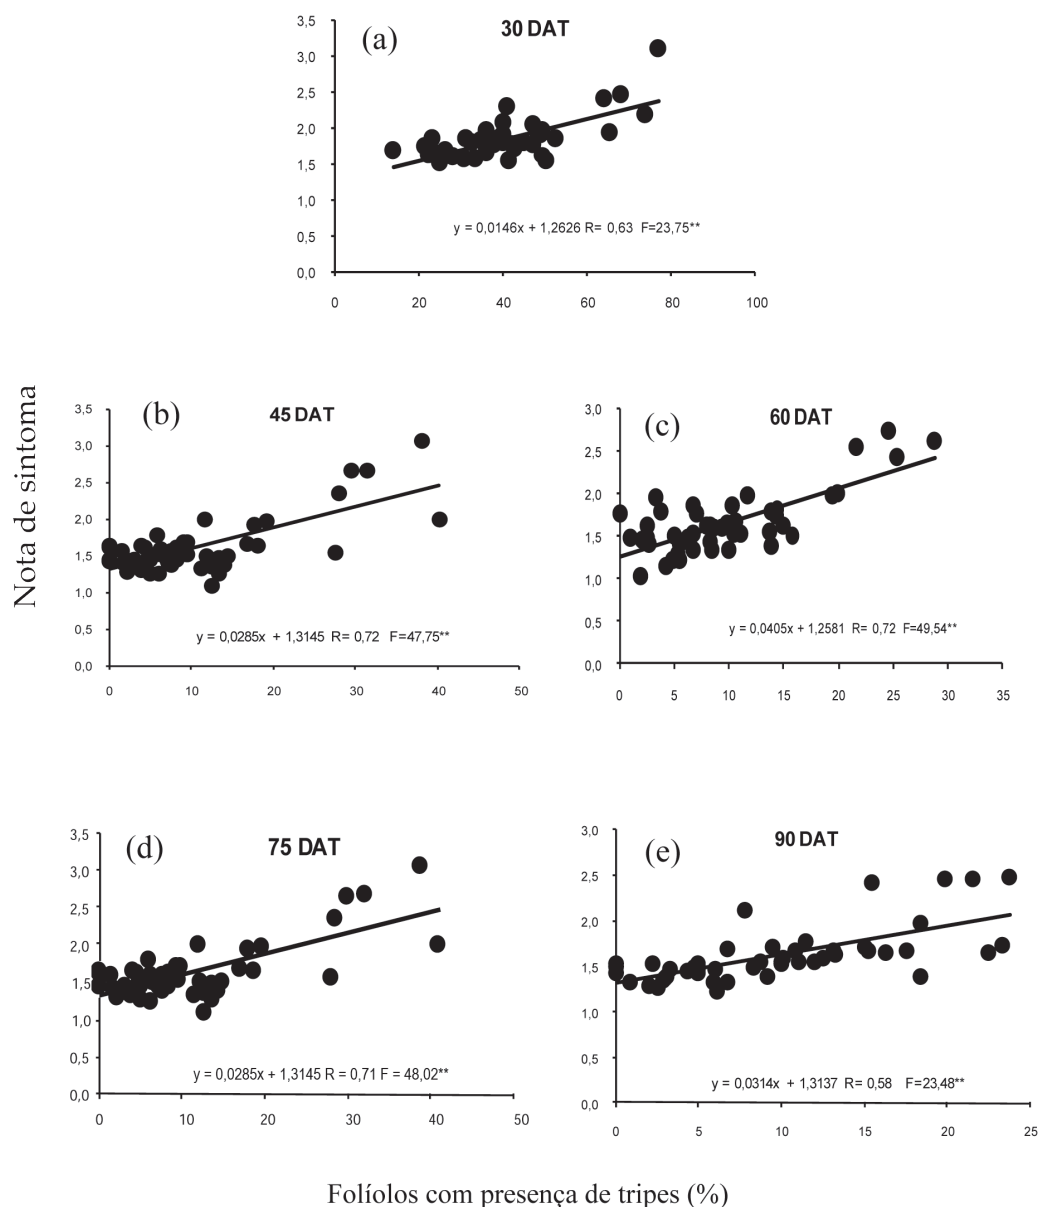 Nota de sintoma
(a)
30 DAT
3,5
3,0
2,5
2,0
1,5
1,0
0,5
0,0
y = 0,0146x + 1,2626 R= 0,63 F=23,75**
0 20 40 60 80 100
(b)
45 DAT
3,5
3,0
2,5
2,0
1,5
1,0
0,5
0,0
y = 0,0285x + 1,3145 R= 0,72 F=47,75**
0 10 20 30 40 50
(c)
60 DAT
3,0
2,5
2,0
1,5
1,0
0,5
0,0
y = 0,0405x + 1,2581 R= 0,72 F=49,54**
0 5 10 15 20 25 30 35
(d)
75 DAT
3,5
3,0
2,5
2,0
1,5
1,0
0,5
0,0
y = 0,0285x + 1,3145 R = 0,71 F = 48,02**
0 10 20 30 40 50
(e)
90 DAT
3,0
2,5
2,0
1,5
1,0
0,5
0,0
y = 0,0314x + 1,3137 R= 0,58 F=23,48**
0 5 10 15 20 25
Folíolos com presença de tripes (%)